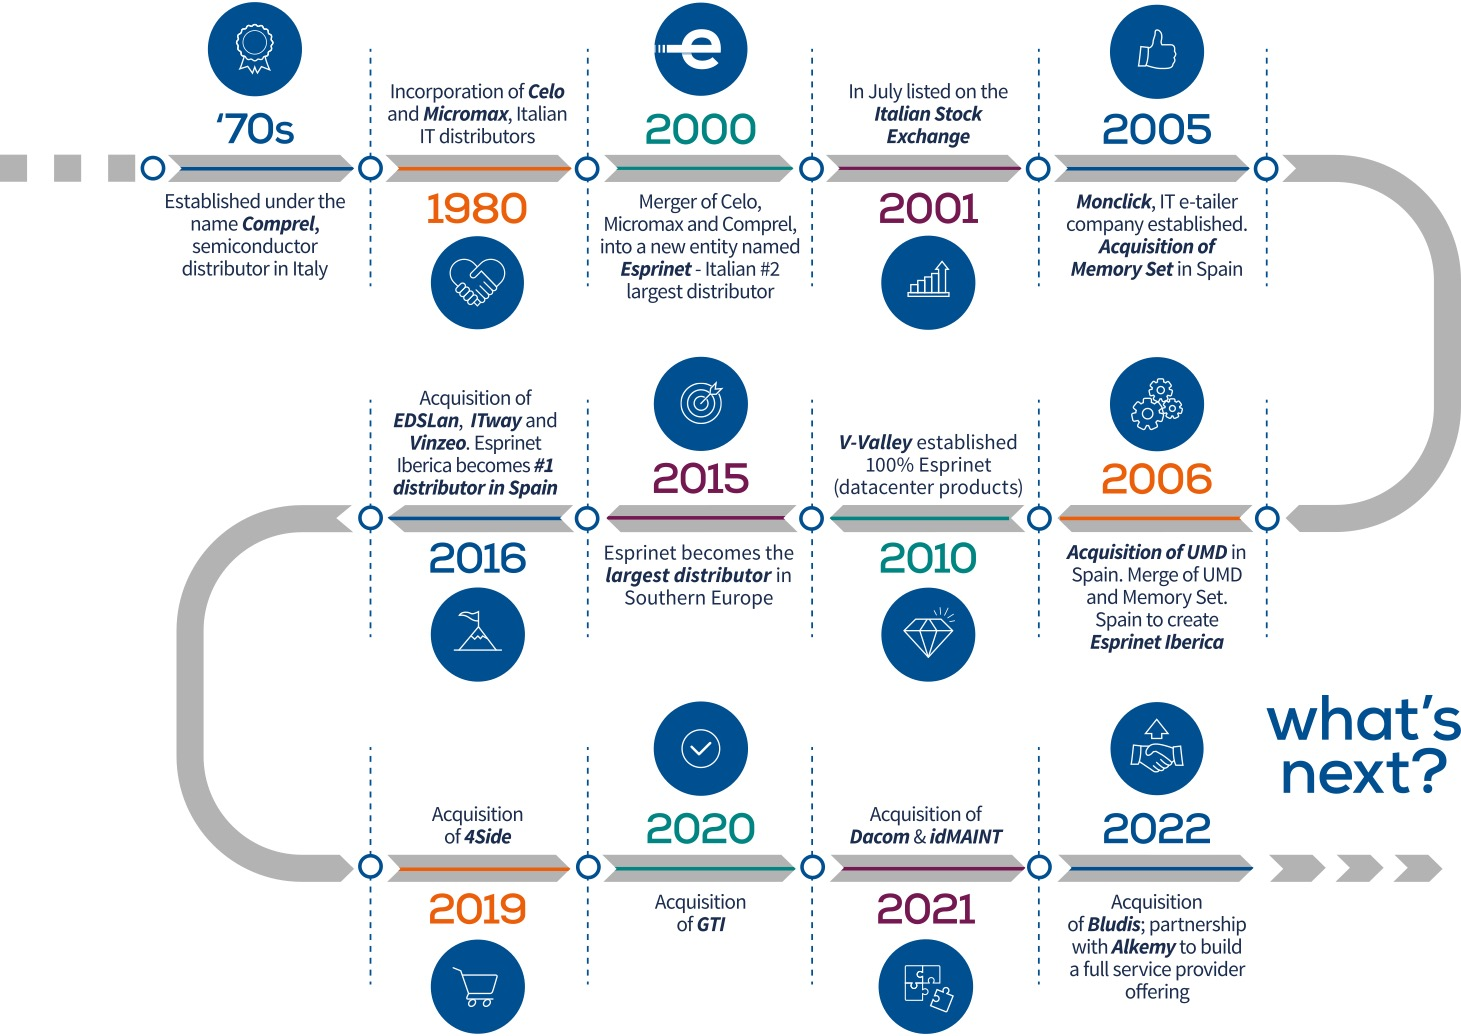 '70s
Established under the
name Comprel,
semiconductor
distributor in Italy
Incorporation of Celo
and Micromax, Italian
IT distributors
1980
e
2000
Merger of Celo,
Micromax and Comprel,
into a new entity named
Esprinet - Italian #2
largest distributor
In July listed on the
Italian Stock
Exchange
2001
2005
Monclick, IT e-tailer
company established.
Acquisition of
Memory Set in Spain
2006
Acquisition of UMD in
Spain. Merge of UMD
and Memory Set.
Spain to create
Esprinet Iberica
V-Valley established
100% Esprinet
(datacenter products)
2010
2015
Esprinet becomes the
largest distributor in
Southern Europe
Acquisition of
EDSLan, ITway and
Vinzeo. Esprinet
Iberica becomes #1
distributor in Spain
2016
Acquisition
of 4Side
2019
2020
Acquisition
of GTI
Acquisition of
Dacom & idMAINT
2021
2022
Acquisition
of Bludis; partnership
with Alkemy to build
a full service provider
offering
what's
next?